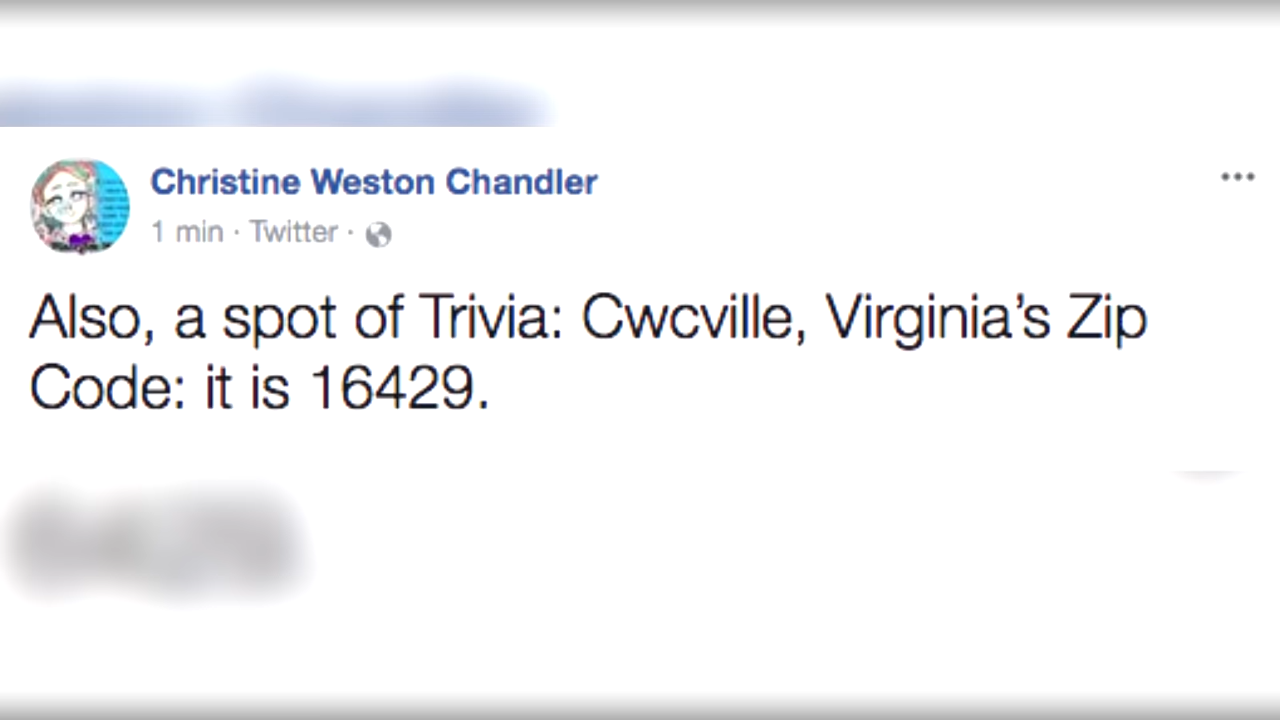 Christine Weston Chandler
1 min · Twitter ·
Also, a spot of Trivia: Cwcville, Virginia's Zip
Code: it is 16429.